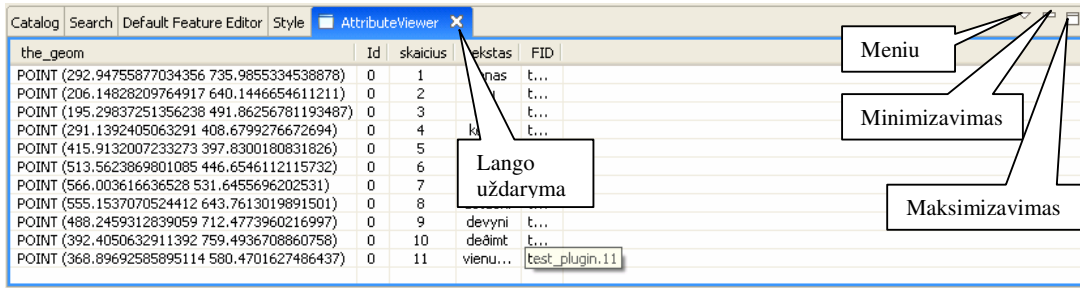 Catalog Search Default Feature Editor Style AttributeViewer
the_geom Id skaicius ekstas FID
POINT (292.94755877034356 735.9855334538878) 0 1 nas t...
POINT (206.14828209764917 640.1446654611211) 0 2 t...
POINT (195.29837251356238 491.86256781193487) 0 3 t...
POINT (291.1392405063291 408.6799276672694) 0 4 t...
POINT (415.9132007233273 397.8300180831826) 0 5
POINT (513.5623869801085 446.6546112115732) 0 6
POINT (566.003616636528 531.6455696202531) 0 7
POINT (555.1537070524412 643.7613019891501) 0 8 t...
POINT (488.2459312839059 712.4773960216997) 0 9 devyni t...
POINT (392.4050632911392 759.4936708860758) 0 10 deðimt t...
POINT (368.89692585895114 580.4701627486437) 0 11 vienu... test_plugin.11
Meniu
Minimizavimas
Maksimizavimas
Lango
uždaryma